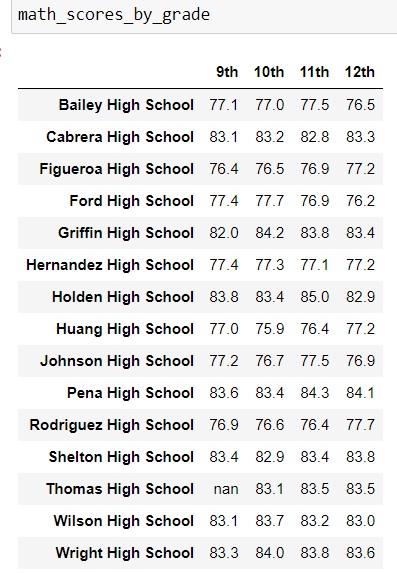 math_scores_by_grade
9th 10th 11th 12th
Bailey High School 77.1 77.0 77.5 76.5
Cabrera High School 83.1 83.2 82.8 83.3
Figueroa High School 76.4 76.5 76.9 77.2
Ford High School 77.4 77.7 76.9 76.2
Griffin High School 82.0 84.2 83.8 83.4
Hernandez High School 77.4 77.3 77.1 77.2
Holden High School 83.8 83.4 85.0 82.9
Huang High School 77.0 75.9 76.4 77.2
Johnson High School 77.2 76.7 77.5 76.9
Pena High School 83.6 83.4 84.3 84.1
Rodriguez High School 76.9 76.6 76.4 77.7
Shelton High School 83.4 82.9 83.4 83.8
Thomas High School nan 83.1 83.5 83.5
Wilson High School 83.1 83.7 83.2 83.0
Wright High School 83.3 84.0 83.8 83.6